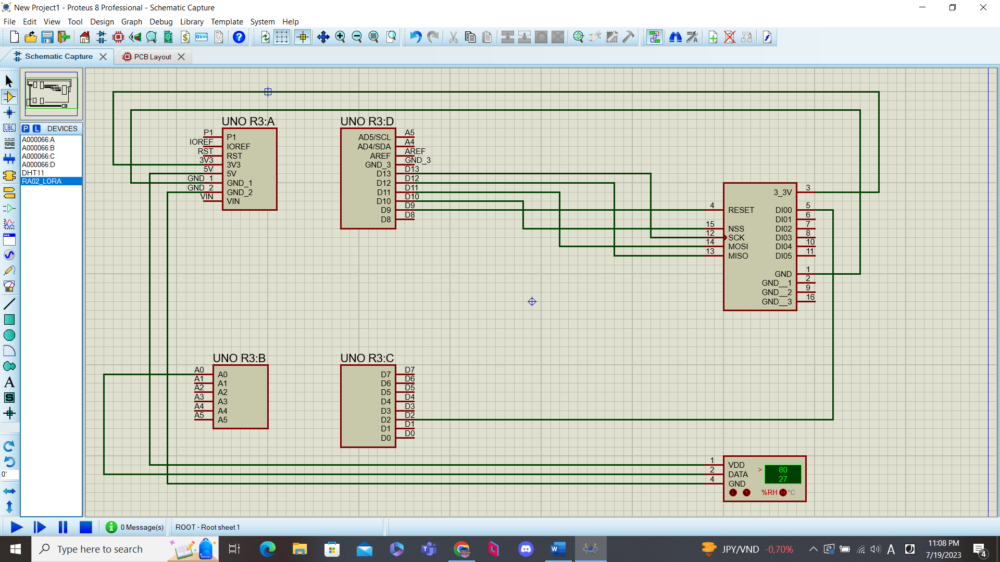 New Project1 - Proteus 8 Professional - Schematic Capture
File Edit View Tool Design Graph Debug Library Template System Help
Schematic Capture
PCB Layout
P L DEVICES
A000066:A
A000066:B
A000066:C
A000066:D
DHT11
RA02_LORA
LBL
A
S
0°
UNO R3:A
P1 P1
IOREF IOREF
RST RST
3V3 3V3
5V 5V
GND_1 GND_1
GND_2 GND_2
VIN VIN
UNO R3:D
AD5/SCL A5
AD4/SDA A4
AREF AREF
GND_3 GND_3
D13 D13
D12 D12
D11 D11
D10 D10
D9 D9
D8 D8
3_3V 3
4 RESET DI00 5
DI01 6
15 NSS DI02 7
12 SCK DI03 8
14 MOSI DI04 10
13 MISO DI05 11
GND 1
GND__1 2
GND__2 9
GND__3 16
UNO R3:B
A0 A0
A1 A1
A2 A2
A3 A3
A4 A4
A5 A5
UNO R3:C
D7 D7
D6 D6
D5 D5
D4 D4
D3 D3
D2 D2
D1 D1
D0 D0
1 VDD
2 DATA
4 GND
> 80
27
%RH °C
0 Message(s)
ROOT - Root sheet 1
Type here to search
JPY/VND -0,70%
A
11:08 PM
7/19/2023
4